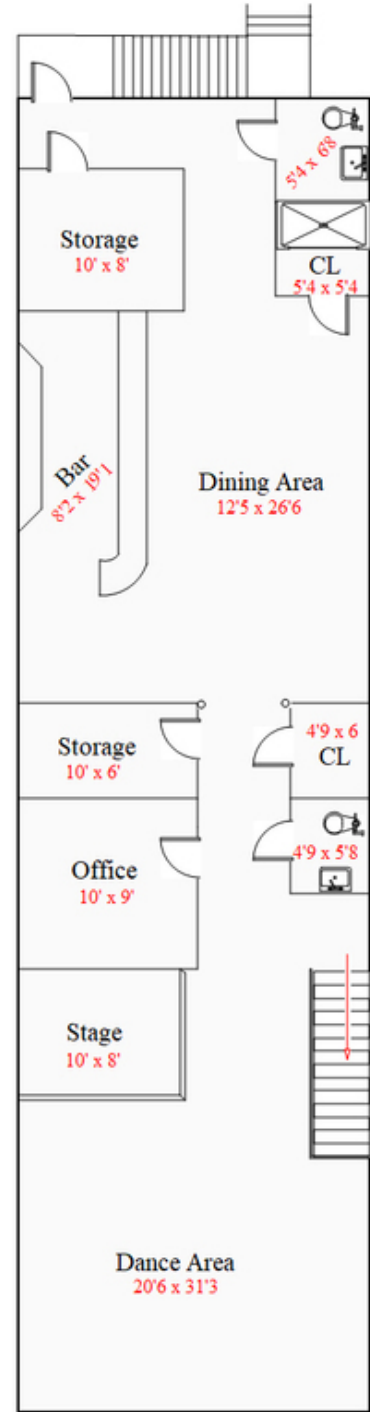 5'4 x 6'8
Storage
10' x 8'
CL
5'4 x 5'4
Bar
8'2 x 19'1
Dining Area
12'5 x 26'6
Storage
10' x 6'
4'9 x 6
CL
4'9 x 5'8
Office
10' x 9'
Stage
10' x 8'
Dance Area
20'6 x 31'3